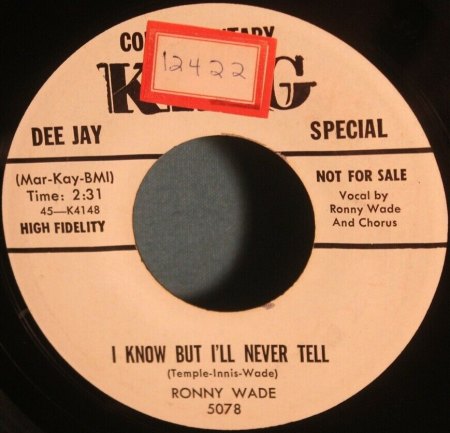 12422
DEE JAY
SPECIAL
(Mar-Kay-BMI)
Time: 2:31
45—K4148
HIGH FIDELITY
NOT FOR SALE
Vocal by
Ronny Wade
And Chorus
I KNOW BUT I'LL NEVER TELL
(Temple-Innis-Wade)
RONNY WADE
5078